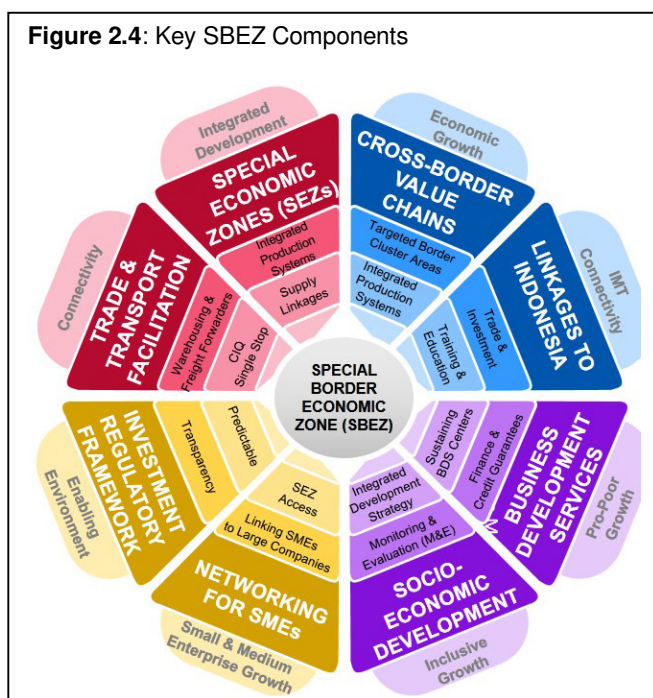 Figure 2.4: Key SBEZ Components
Integrated
Development
SPECIAL
ECONOMIC
ZONES (SEZs)
Integrated
Production
Systems
Supply
Linkages
Economic
Growth
CROSS-BORDER
VALUE
CHAINS
Targeted Border
Cluster Areas
Integrated
Production
Systems
IMT
Connectivity
LINKAGES TO
INDONESIA
Trade &
Investment
Training &
Education
Pro-Poor
Growth
BUSINESS
DEVELOPMENT
SERVICES
Finance &
Credit Guarantees
Sustaining
BDS Centers
Integrated
Development
Strategy
Monitoring &
Evaluation (M&E)
SOCIO-
ECONOMIC
DEVELOPMENT
Inclusive
Growth
SEZ
Access
Linking SMEs
to Large Companies
NETWORKING
FOR SMEs
Small & Medium
Enterprise Growth
Predictable
Transparency
INVESTMENT
REGULATORY
FRAMEWORK
Enabling
Environment
Connectivity
TRADE &
TRANSPORT
FACILITATION
Warehousing &
Freight Forwarders
CIQ
Single Stop
SPECIAL
BORDER
ECONOMIC
ZONE (SBEZ)